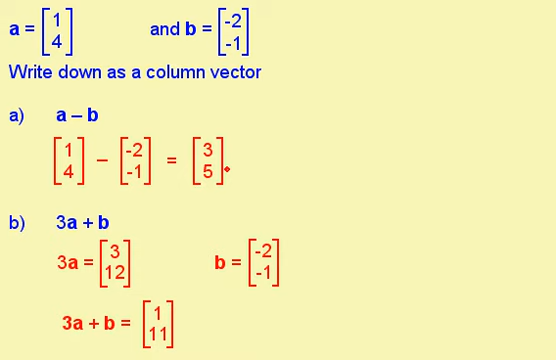 a = [1 4] and b = [-2 -1]
Write down as a column vector
a) a – b
[1 4] – [-2 -1] = [3 5]
b) 3a + b
3a = [3 12] b = [-2 -1]
3a + b = [1 11]